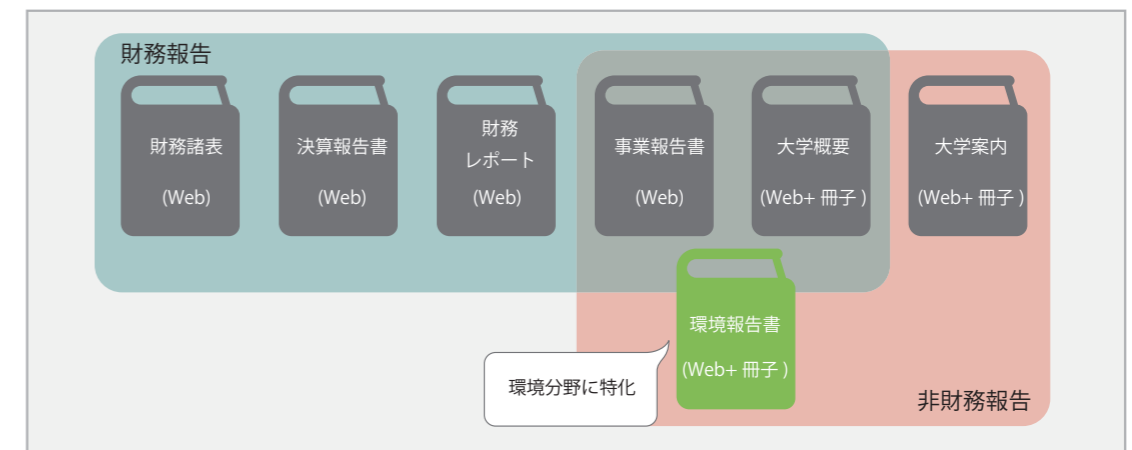 財務報告
財務諸表
(Web)
決算報告書
(Web)
財務
レポート
(Web)
事業報告書
(Web)
大学概要
(Web+ 冊子 )
大学案内
(Web+ 冊子 )
環境報告書
(Web+ 冊子 )
環境分野に特化
非財務報告